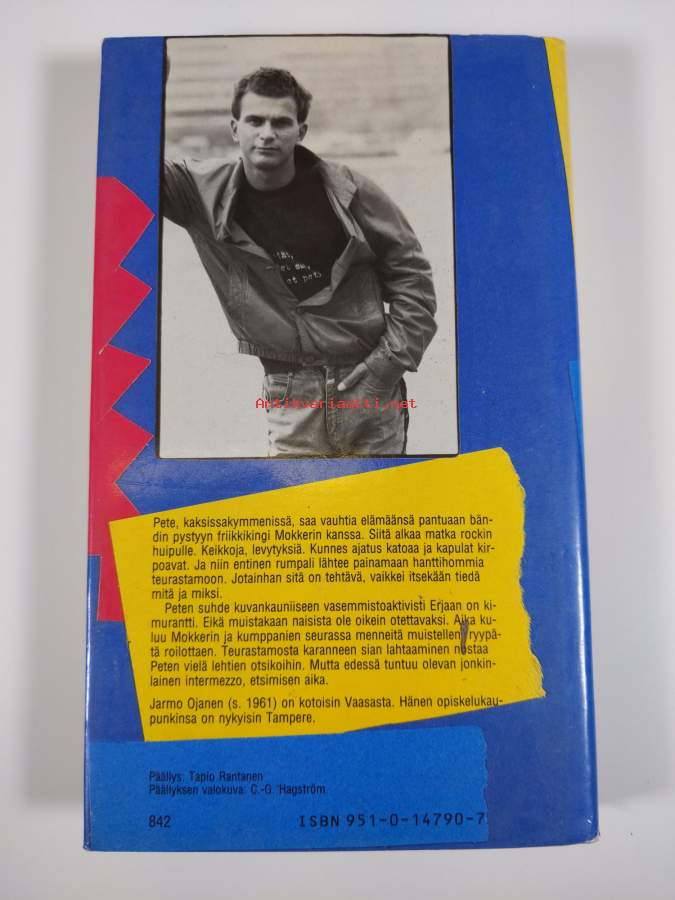 Antikvariaatti.net
Pete, kaksissakymmenissä, saa vauhtia elämäänsä pantuaan bän-
din pystyyn friikkikingi Mokkerin kanssa. Siitä alkaa matka rockin
huipulle. Keikkoja, levytyksiä. Kunnes ajatus katoaa ja kapulat kir-
poavat. Ja niin entinen rumpali lähtee painamaan hanttihommia
teurastamoon. Jotainhan sitä on tehtävä, vaikkei itsekään tiedä
mitä ja miksi.
Peten suhde kuvankauniiseen vasemmistoaktivisti Erjaan on ki-
murantti. Eikä muistakaan naisista ole oikein otettavaksi. Aika ku-
luu Mokkerin ja kumppanien seurassa menneitä muistellen, ryypä-
tä roilottaen. Teurastamosta karanneen sian lahtaaminen nostaa
Peten vielä lehtien otsikoihin. Mutta edessä tuntuu olevan jonkin-
lainen intermezzo, etsimisen aika.
Jarmo Ojanen (s. 1961) on kotoisin Vaasasta. Hänen opiskelukau-
punkinsa on nykyisin Tampere.
Päällys: Tapio Rantanen
Päällyksen valokuva: C.-G. Hagström
842
ISBN 951-0-14790-7